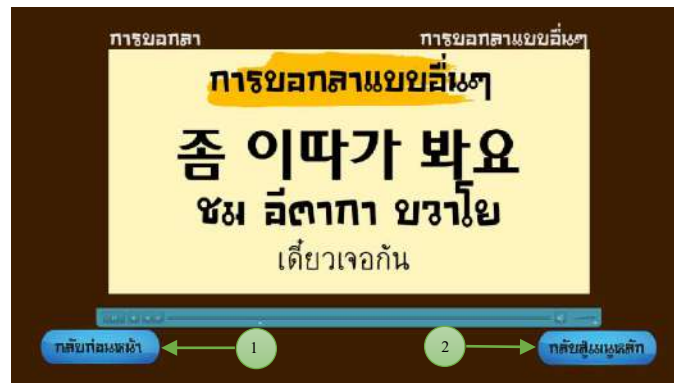 การบอกลา การบอกลาแบบอื่นๆ
การบอกลาแบบอื่นๆ
좀 이따가 봐요
ชม อีตากา บวาโย
เดี๋ยวเจอกัน
กลับก่อนหน้า 1 2 กลับสู่เมนูหลัก